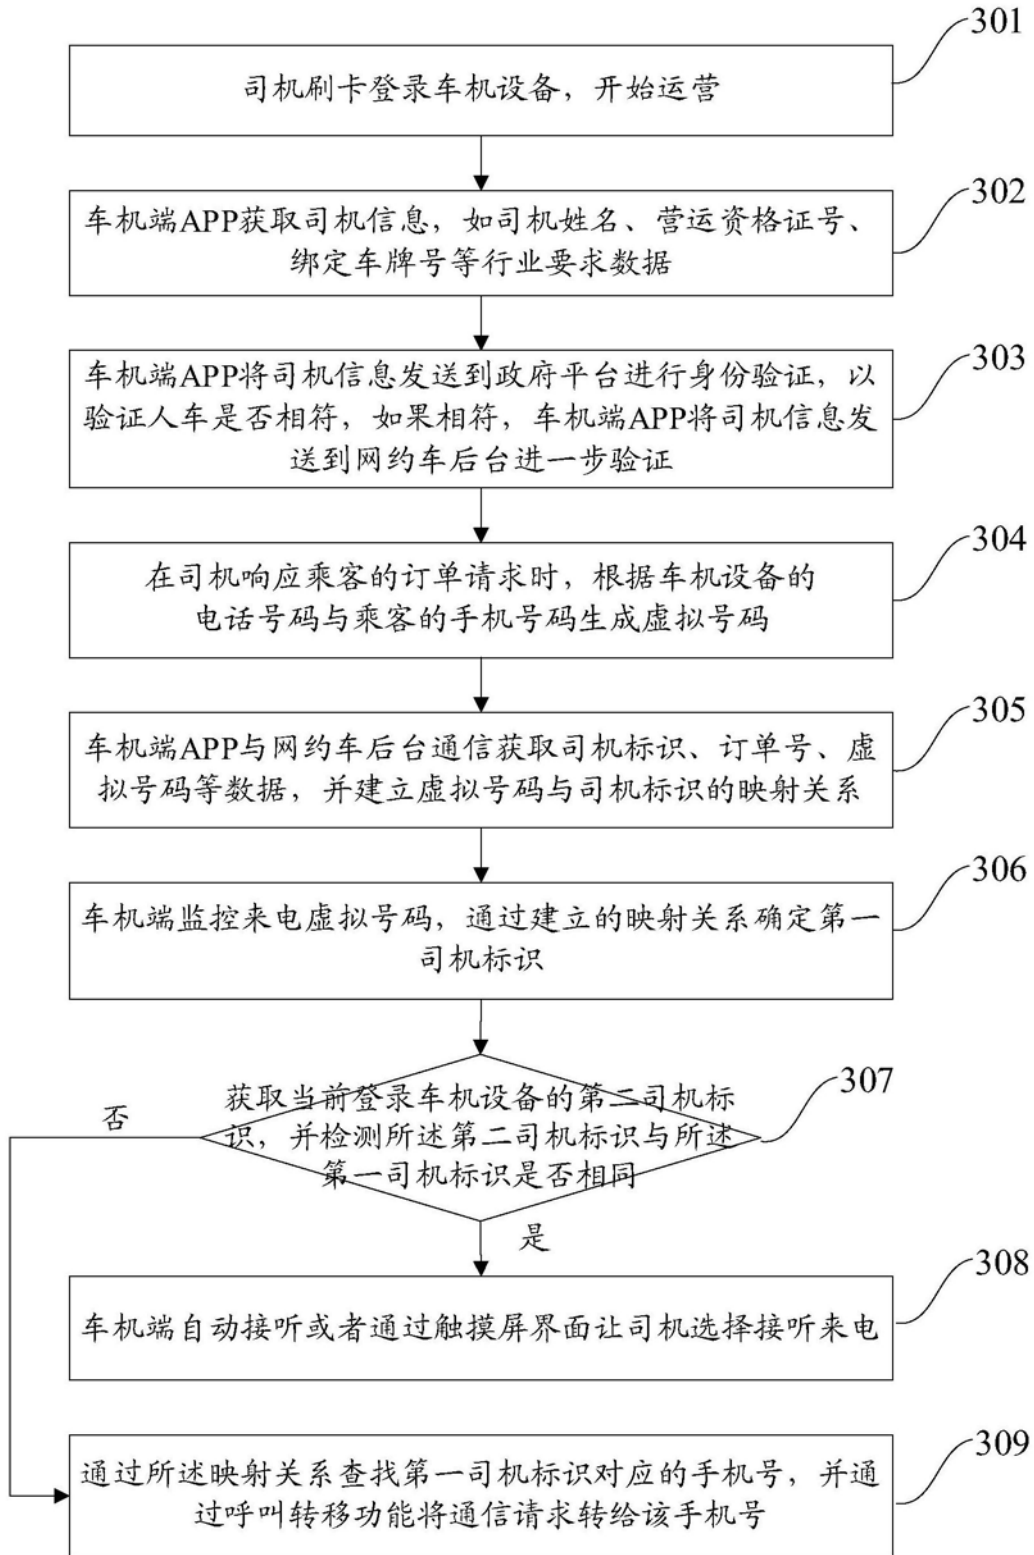 301
司机刷卡登录车机设备，开始运营
302
车机端APP获取司机信息，如司机姓名、营运资格证号、
绑定车牌号等行业要求数据
303
车机端APP将司机信息发送到政府平台进行身份验证，以
验证人车是否相符，如果相符，车机端APP将司机信息发
送到网约车后台进一步验证
304
在司机响应乘客的订单请求时，根据车机设备的
电话号码与乘客的手机号码生成虚拟号码
305
车机端APP与网约车后台通信获取司机标识、订单号、虚
拟号码等数据，并建立虚拟号码与司机标识的映射关系
306
车机端监控来电虚拟号码，通过建立的映射关系确定第一
司机标识
307
获取当前登录车机设备的第二司机标
识，并检测所述第二司机标识与所述
第一司机标识是否相同
否
是
308
车机端自动接听或者通过触摸屏界面让司机选择接听来电
309
通过所述映射关系查找第一司机标识对应的手机号，并通
过呼叫转移功能将通信请求转给该手机号